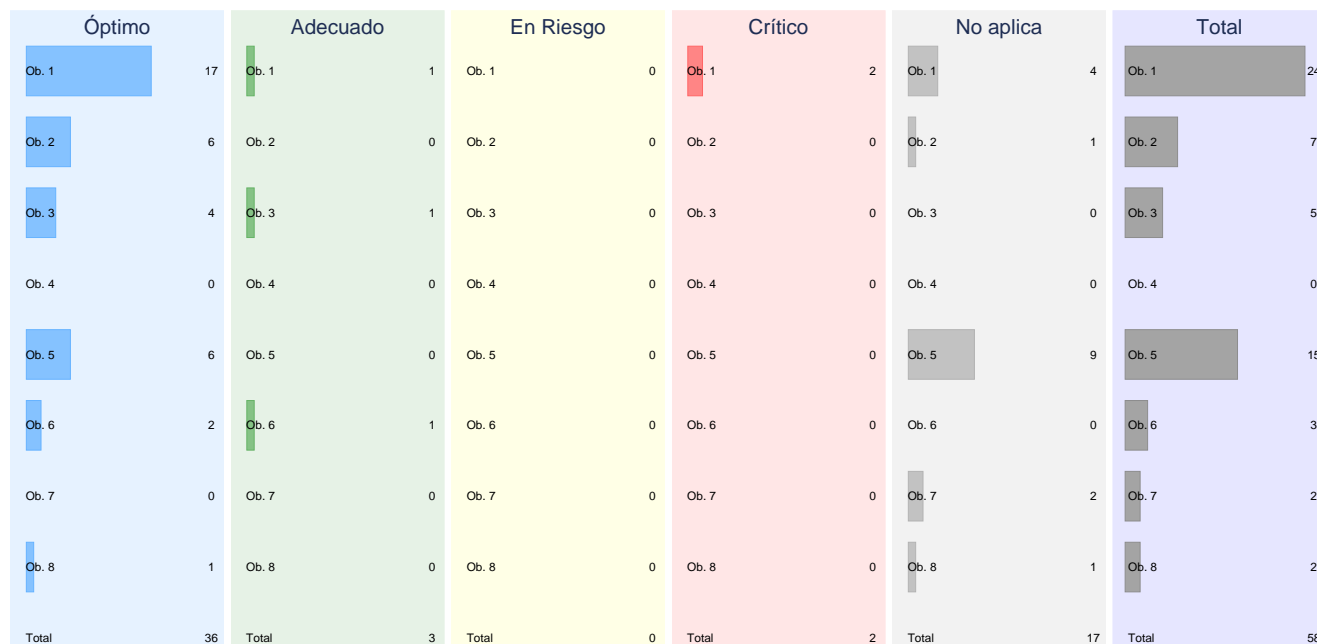 Óptimo Adecuado En Riesgo Crítico No aplica Total
Ob. 1 17 Ob. 1 1 Ob. 1 0 Ob. 1 2 Ob. 1 4 Ob. 1 24
Ob. 2 6 Ob. 2 0 Ob. 2 0 Ob. 2 0 Ob. 2 1 Ob. 2 7
Ob. 3 4 Ob. 3 1 Ob. 3 0 Ob. 3 0 Ob. 3 0 Ob. 3 5
Ob. 4 0 Ob. 4 0 Ob. 4 0 Ob. 4 0 Ob. 4 0 Ob. 4 0
Ob. 5 6 Ob. 5 0 Ob. 5 0 Ob. 5 0 Ob. 5 9 Ob. 5 15
Ob. 6 2 Ob. 6 1 Ob. 6 0 Ob. 6 0 Ob. 6 0 Ob. 6 3
Ob. 7 0 Ob. 7 0 Ob. 7 0 Ob. 7 0 Ob. 7 2 Ob. 7 2
Ob. 8 1 Ob. 8 0 Ob. 8 0 Ob. 8 0 Ob. 8 1 Ob. 8 2
Total 36 Total 3 Total 0 Total 2 Total 17 Total 58